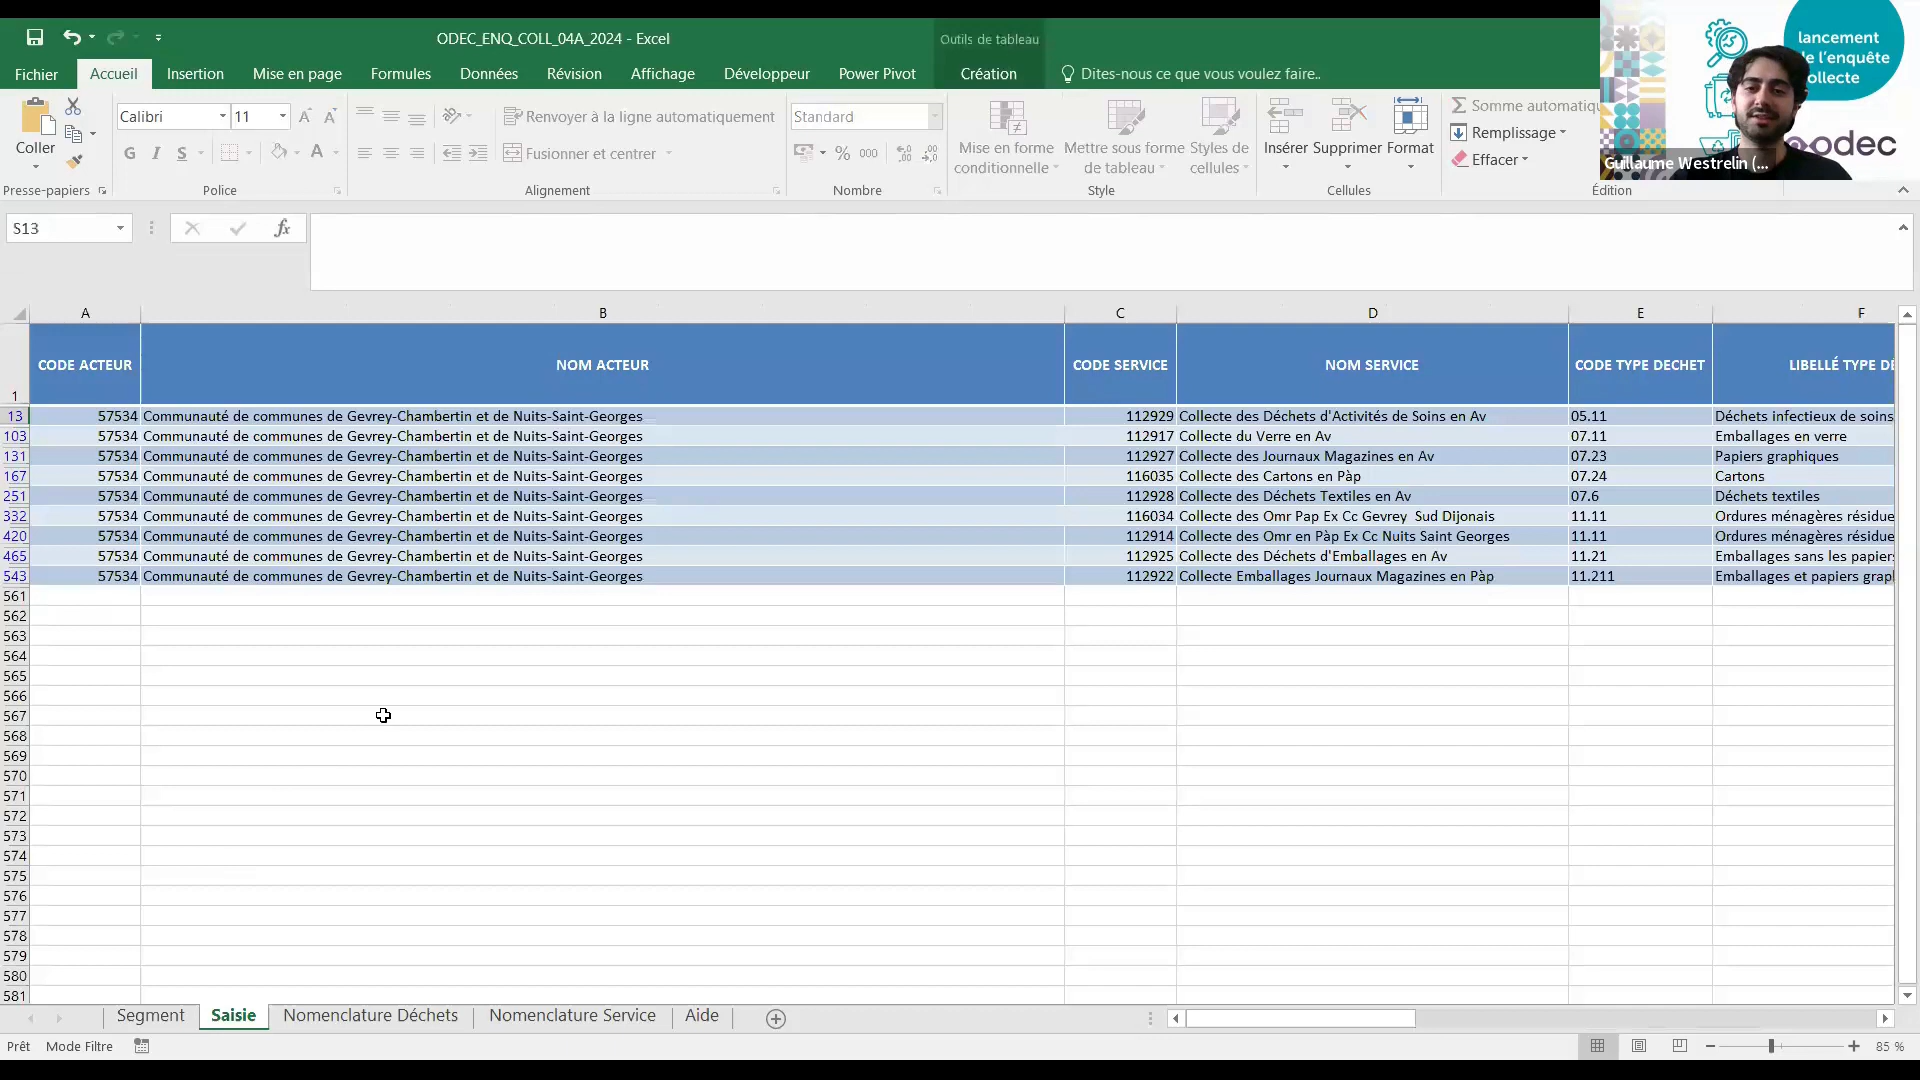 ODEC_ENQ_COLL_04A_2024 - Excel
Outils de tableau
Fichier Accueil Insertion Mise en page Formules Données Révision Affichage Développeur Power Pivot Création Dites-nous ce que vous voulez faire..
lancement
de l'enquête
collecte
odec
Guillaume Westrelin (...
Coller
Calibri 11
Renvoyer à la ligne automatiquement
Standard
G I S
Fusionner et centrer
% 000
Mise en forme
conditionnelle
Mettre sous forme
de tableau
Styles de
cellules
Insérer Supprimer Format
Σ Somme automatiq
Remplissage
Effacer
Presse-papiers Police Alignement Nombre Style Cellules Édition
S13 fx
A B C D E F
1 CODE ACTEUR NOM ACTEUR CODE SERVICE NOM SERVICE CODE TYPE DECHET LIBELLÉ TYPE DÉ
13 57534 Communauté de communes de Gevrey-Chambertin et de Nuits-Saint-Georges 112929 Collecte des Déchets d'Activités de Soins en Av 05.11 Déchets infectieux de soins
103 57534 Communauté de communes de Gevrey-Chambertin et de Nuits-Saint-Georges 112917 Collecte du Verre en Av 07.11 Emballages en verre
131 57534 Communauté de communes de Gevrey-Chambertin et de Nuits-Saint-Georges 112927 Collecte des Journaux Magazines en Av 07.23 Papiers graphiques
167 57534 Communauté de communes de Gevrey-Chambertin et de Nuits-Saint-Georges 116035 Collecte des Cartons en Pàp 07.24 Cartons
251 57534 Communauté de communes de Gevrey-Chambertin et de Nuits-Saint-Georges 112928 Collecte des Déchets Textiles en Av 07.6 Déchets textiles
332 57534 Communauté de communes de Gevrey-Chambertin et de Nuits-Saint-Georges 116034 Collecte des Omr Pap Ex Cc Gevrey  Sud Dijonais 11.11 Ordures ménagères résidue
420 57534 Communauté de communes de Gevrey-Chambertin et de Nuits-Saint-Georges 112914 Collecte des Omr en Pàp Ex Cc Nuits Saint Georges 11.11 Ordures ménagères résidue
465 57534 Communauté de communes de Gevrey-Chambertin et de Nuits-Saint-Georges 112925 Collecte des Déchets d'Emballages en Av 11.21 Emballages sans les papiers
543 57534 Communauté de communes de Gevrey-Chambertin et de Nuits-Saint-Georges 112922 Collecte Emballages Journaux Magazines en Pàp 11.211 Emballages et papiers grap
561
562
563
564
565
566
567
568
569
570
571
572
573
574
575
576
577
578
579
580
581
Segment Saisie Nomenclature Déchets Nomenclature Service Aide
Prêt Mode Filtre 85 %